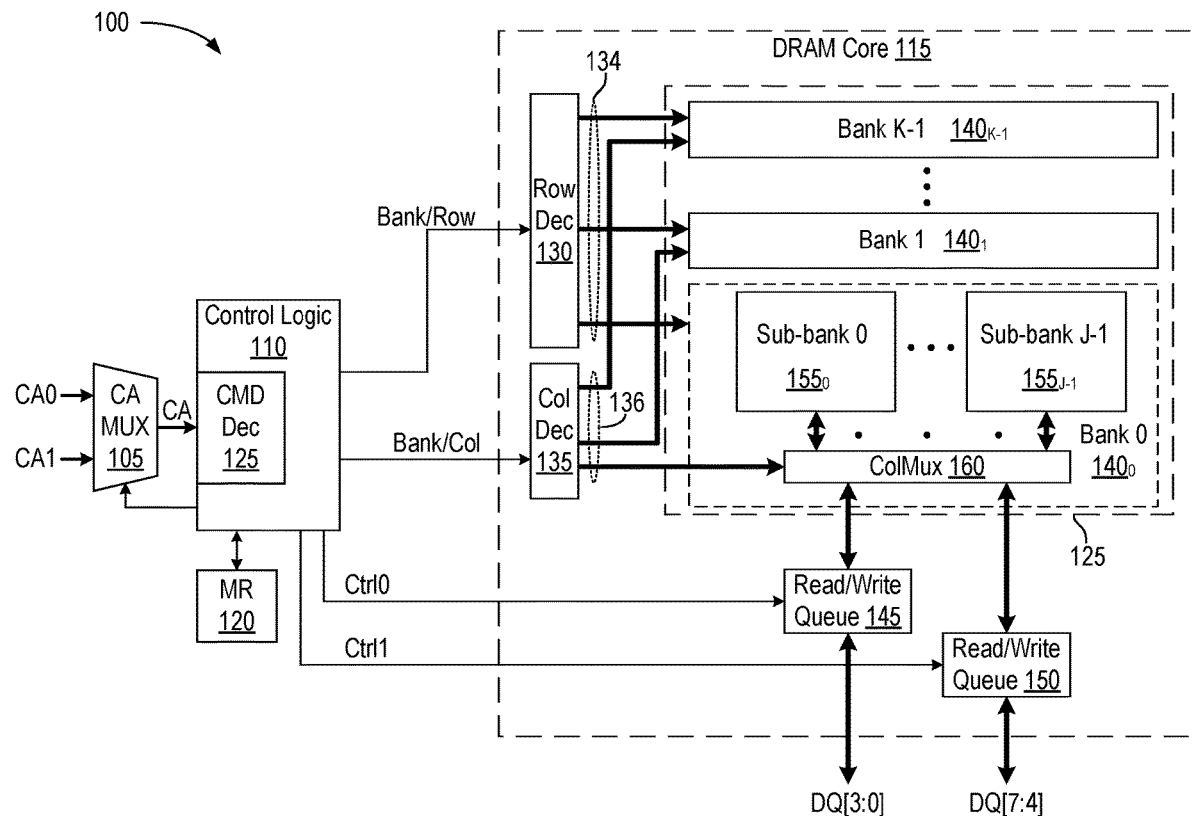 100
DRAM Core 115
134
Bank K-1 140K-1
Row
Dec
130
Bank/Row
Bank 1 1401
Control Logic
110
Sub-bank 0
1550
Sub-bank J-1
155J-1
CA0
CA1
CA
MUX
105
CA
CMD
Dec
125
Col
Dec
135
136
Bank/Col
ColMux 160
Bank 0
1400
125
MR
120
Ctrl0
Read/Write
Queue 145
Ctrl1
Read/Write
Queue 150
DQ[3:0]
DQ[7:4]